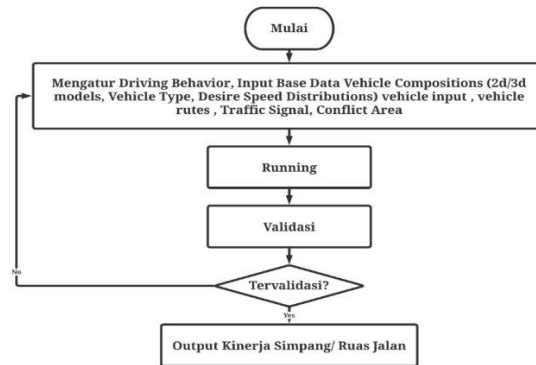 Mulai
Mengatur Driving Behavior, Input Base Data Vehicle Compositions (2d/3d
models, Vehicle Type, Desire Speed Distributions) vehicle input , vehicle
rutes , Traffic Signal, Conflict Area
Running
Validasi
Tervalidasi?
No
Yes
Output Kinerja Simpang/ Ruas Jalan